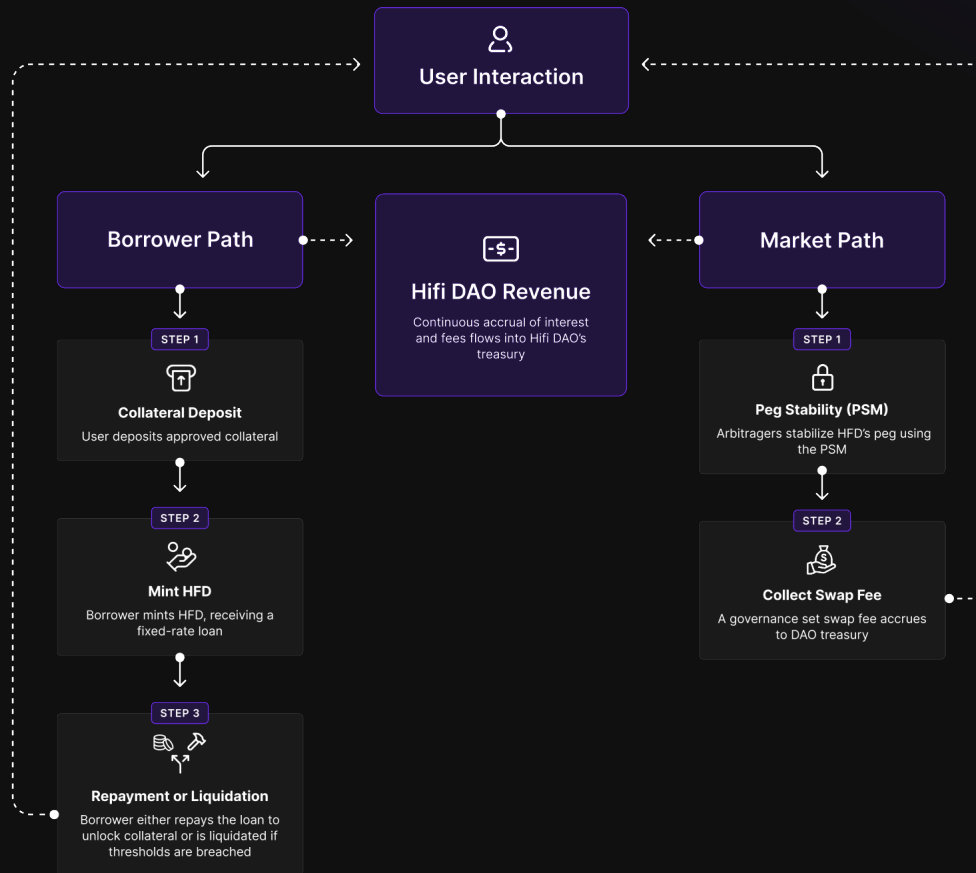 User Interaction
Borrower Path
Hifi DAO Revenue
Continuous accrual of interest
and fees flows into Hifi DAO's
treasury
Market Path
STEP 1
Collateral Deposit
User deposits approved collateral
STEP 2
Mint HFD
Borrower mints HFD, receiving a
fixed-rate loan
STEP 3
Repayment or Liquidation
Borrower either repays the loan to
unlock collateral or is liquidated if
thresholds are breached
STEP 1
Peg Stability (PSM)
Arbitragers stabilize HFD's peg using
the PSM
STEP 2
Collect Swap Fee
A governance set swap fee accrues
to DAO treasury